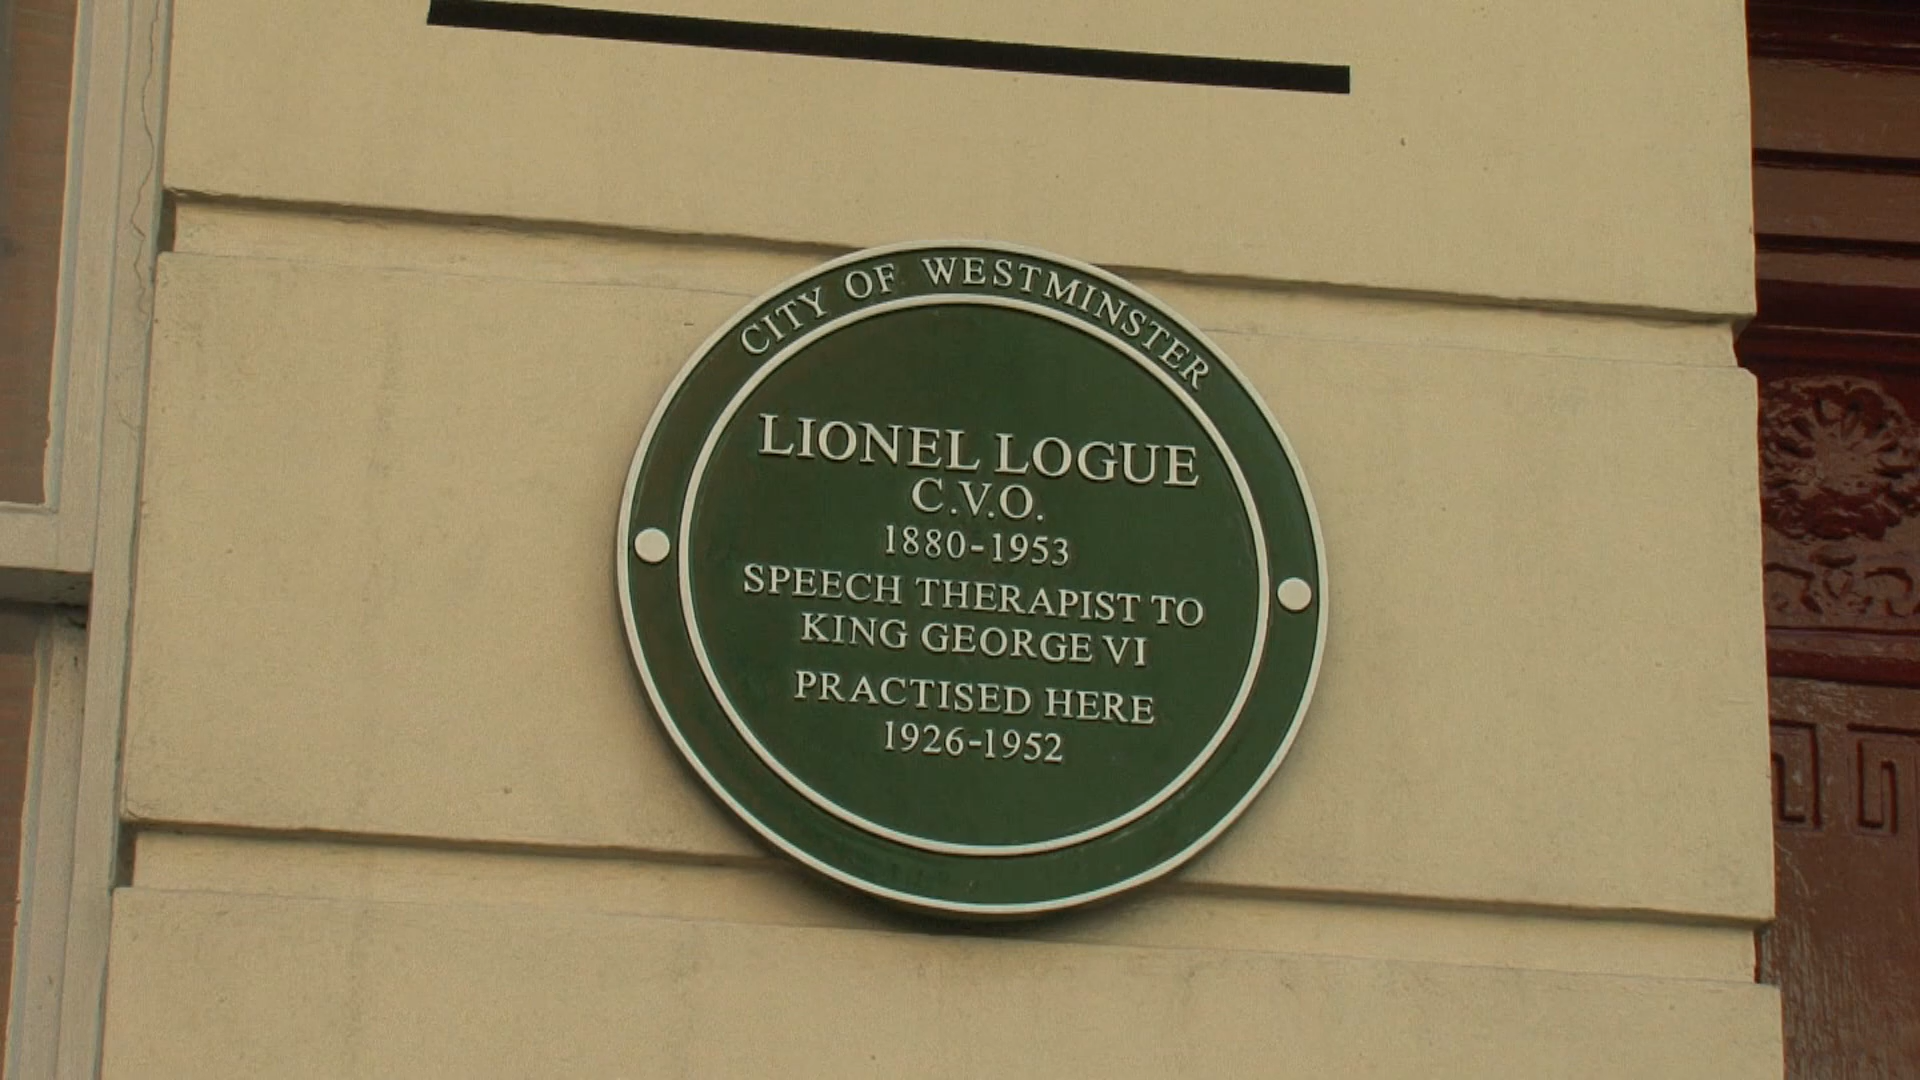 CITY OF WESTMINSTER
LIONEL LOGUE
C.V.O.
1880-1953
SPEECH THERAPIST TO
KING GEORGE VI
PRACTISED HERE
1926-1952